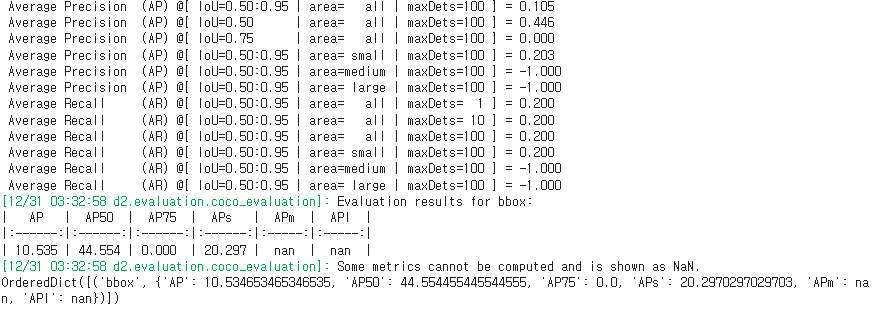 Average Precision  (AP) @[ IoU=0.50:0.95 | area=   all | maxDets=100 ] = 0.105
Average Precision  (AP) @[ IoU=0.50      | area=   all | maxDets=100 ] = 0.446
Average Precision  (AP) @[ IoU=0.75      | area=   all | maxDets=100 ] = 0.000
Average Precision  (AP) @[ IoU=0.50:0.95 | area= small | maxDets=100 ] = 0.203
Average Precision  (AP) @[ IoU=0.50:0.95 | area=medium | maxDets=100 ] = -1.000
Average Precision  (AP) @[ IoU=0.50:0.95 | area= large | maxDets=100 ] = -1.000
Average Recall     (AR) @[ IoU=0.50:0.95 | area=   all | maxDets=  1 ] = 0.200
Average Recall     (AR) @[ IoU=0.50:0.95 | area=   all | maxDets= 10 ] = 0.200
Average Recall     (AR) @[ IoU=0.50:0.95 | area=   all | maxDets=100 ] = 0.200
Average Recall     (AR) @[ IoU=0.50:0.95 | area= small | maxDets=100 ] = 0.200
Average Recall     (AR) @[ IoU=0.50:0.95 | area=medium | maxDets=100 ] = -1.000
Average Recall     (AR) @[ IoU=0.50:0.95 | area= large | maxDets=100 ] = -1.000
[12/31 03:32:58 d2.evaluation.coco_evaluation]: Evaluation results for bbox:
|   AP   |  AP50  |  AP75  |  APs   |  APm  |  APl  |
|:------:|:------:|:------:|:------:|:-----:|:-----:|
| 10.535 | 44.554 | 0.000  | 20.297 |  nan  |  nan  |
[12/31 03:32:58 d2.evaluation.coco_evaluation]: Some metrics cannot be computed and is shown as NaN.
OrderedDict([('bbox', {'AP': 10.534653465346535, 'AP50': 44.554455445544555, 'AP75': 0.0, 'APs': 20.2970297029703, 'APm': na
n, 'APl': nan})])